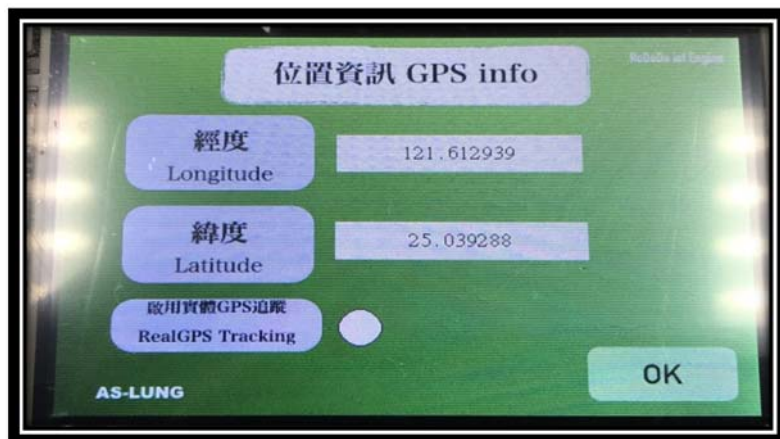 位置資訊 GPS info
經度
Longitude
121.612939
緯度
Latitude
25.039288
啟用實體GPS追蹤
RealGPS Tracking
AS-LUNG
OK